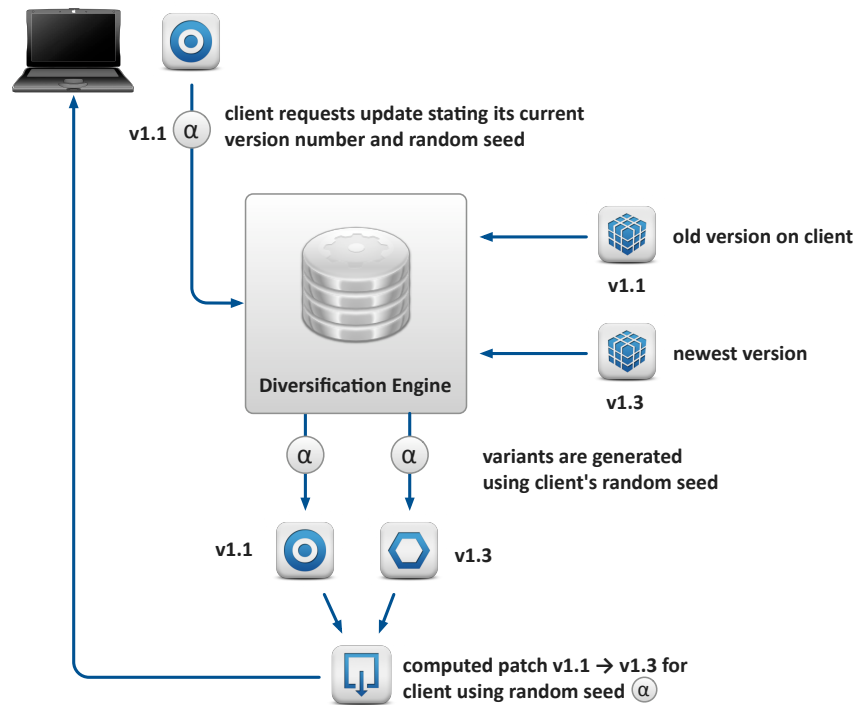 client requests update stating its current
version number and random seed
v1.1
α
old version on client
v1.1
newest version
v1.3
Diversification Engine
α
α
variants are generated
using client's random seed
v1.1
v1.3
computed patch v1.1 → v1.3 for
client using random seed α